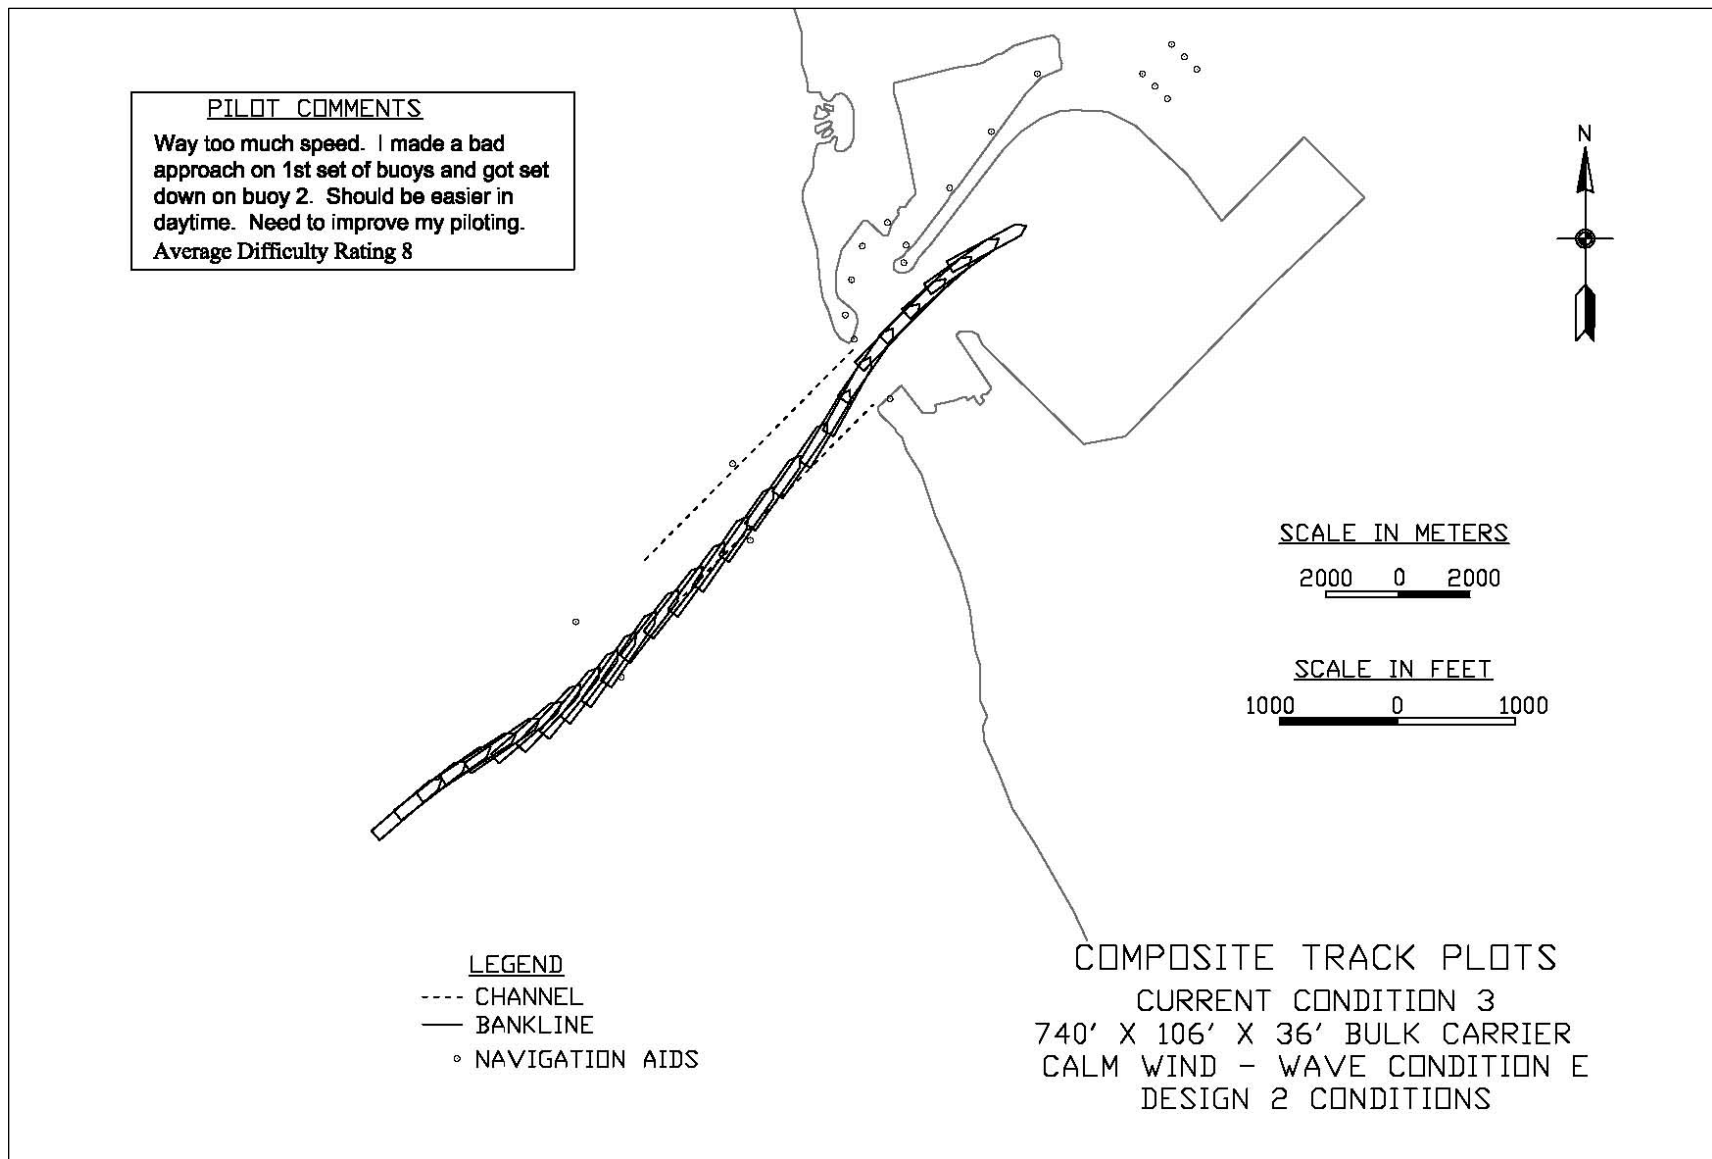 PILOT COMMENTS
Way too much speed. I made a bad
approach on 1st set of buoys and got set
down on buoy 2. Should be easier in
daytime. Need to improve my piloting.
Average Difficulty Rating 8
N
SCALE IN METERS
2000 0 2000
SCALE IN FEET
1000 0 1000
LEGEND
CHANNEL
BANKLINE
NAVIGATION AIDS
COMPOSITE TRACK PLOTS
CURRENT CONDITION 3
740' X 106' X 36' BULK CARRIER
CALM WIND - WAVE CONDITION E
DESIGN 2 CONDITIONS